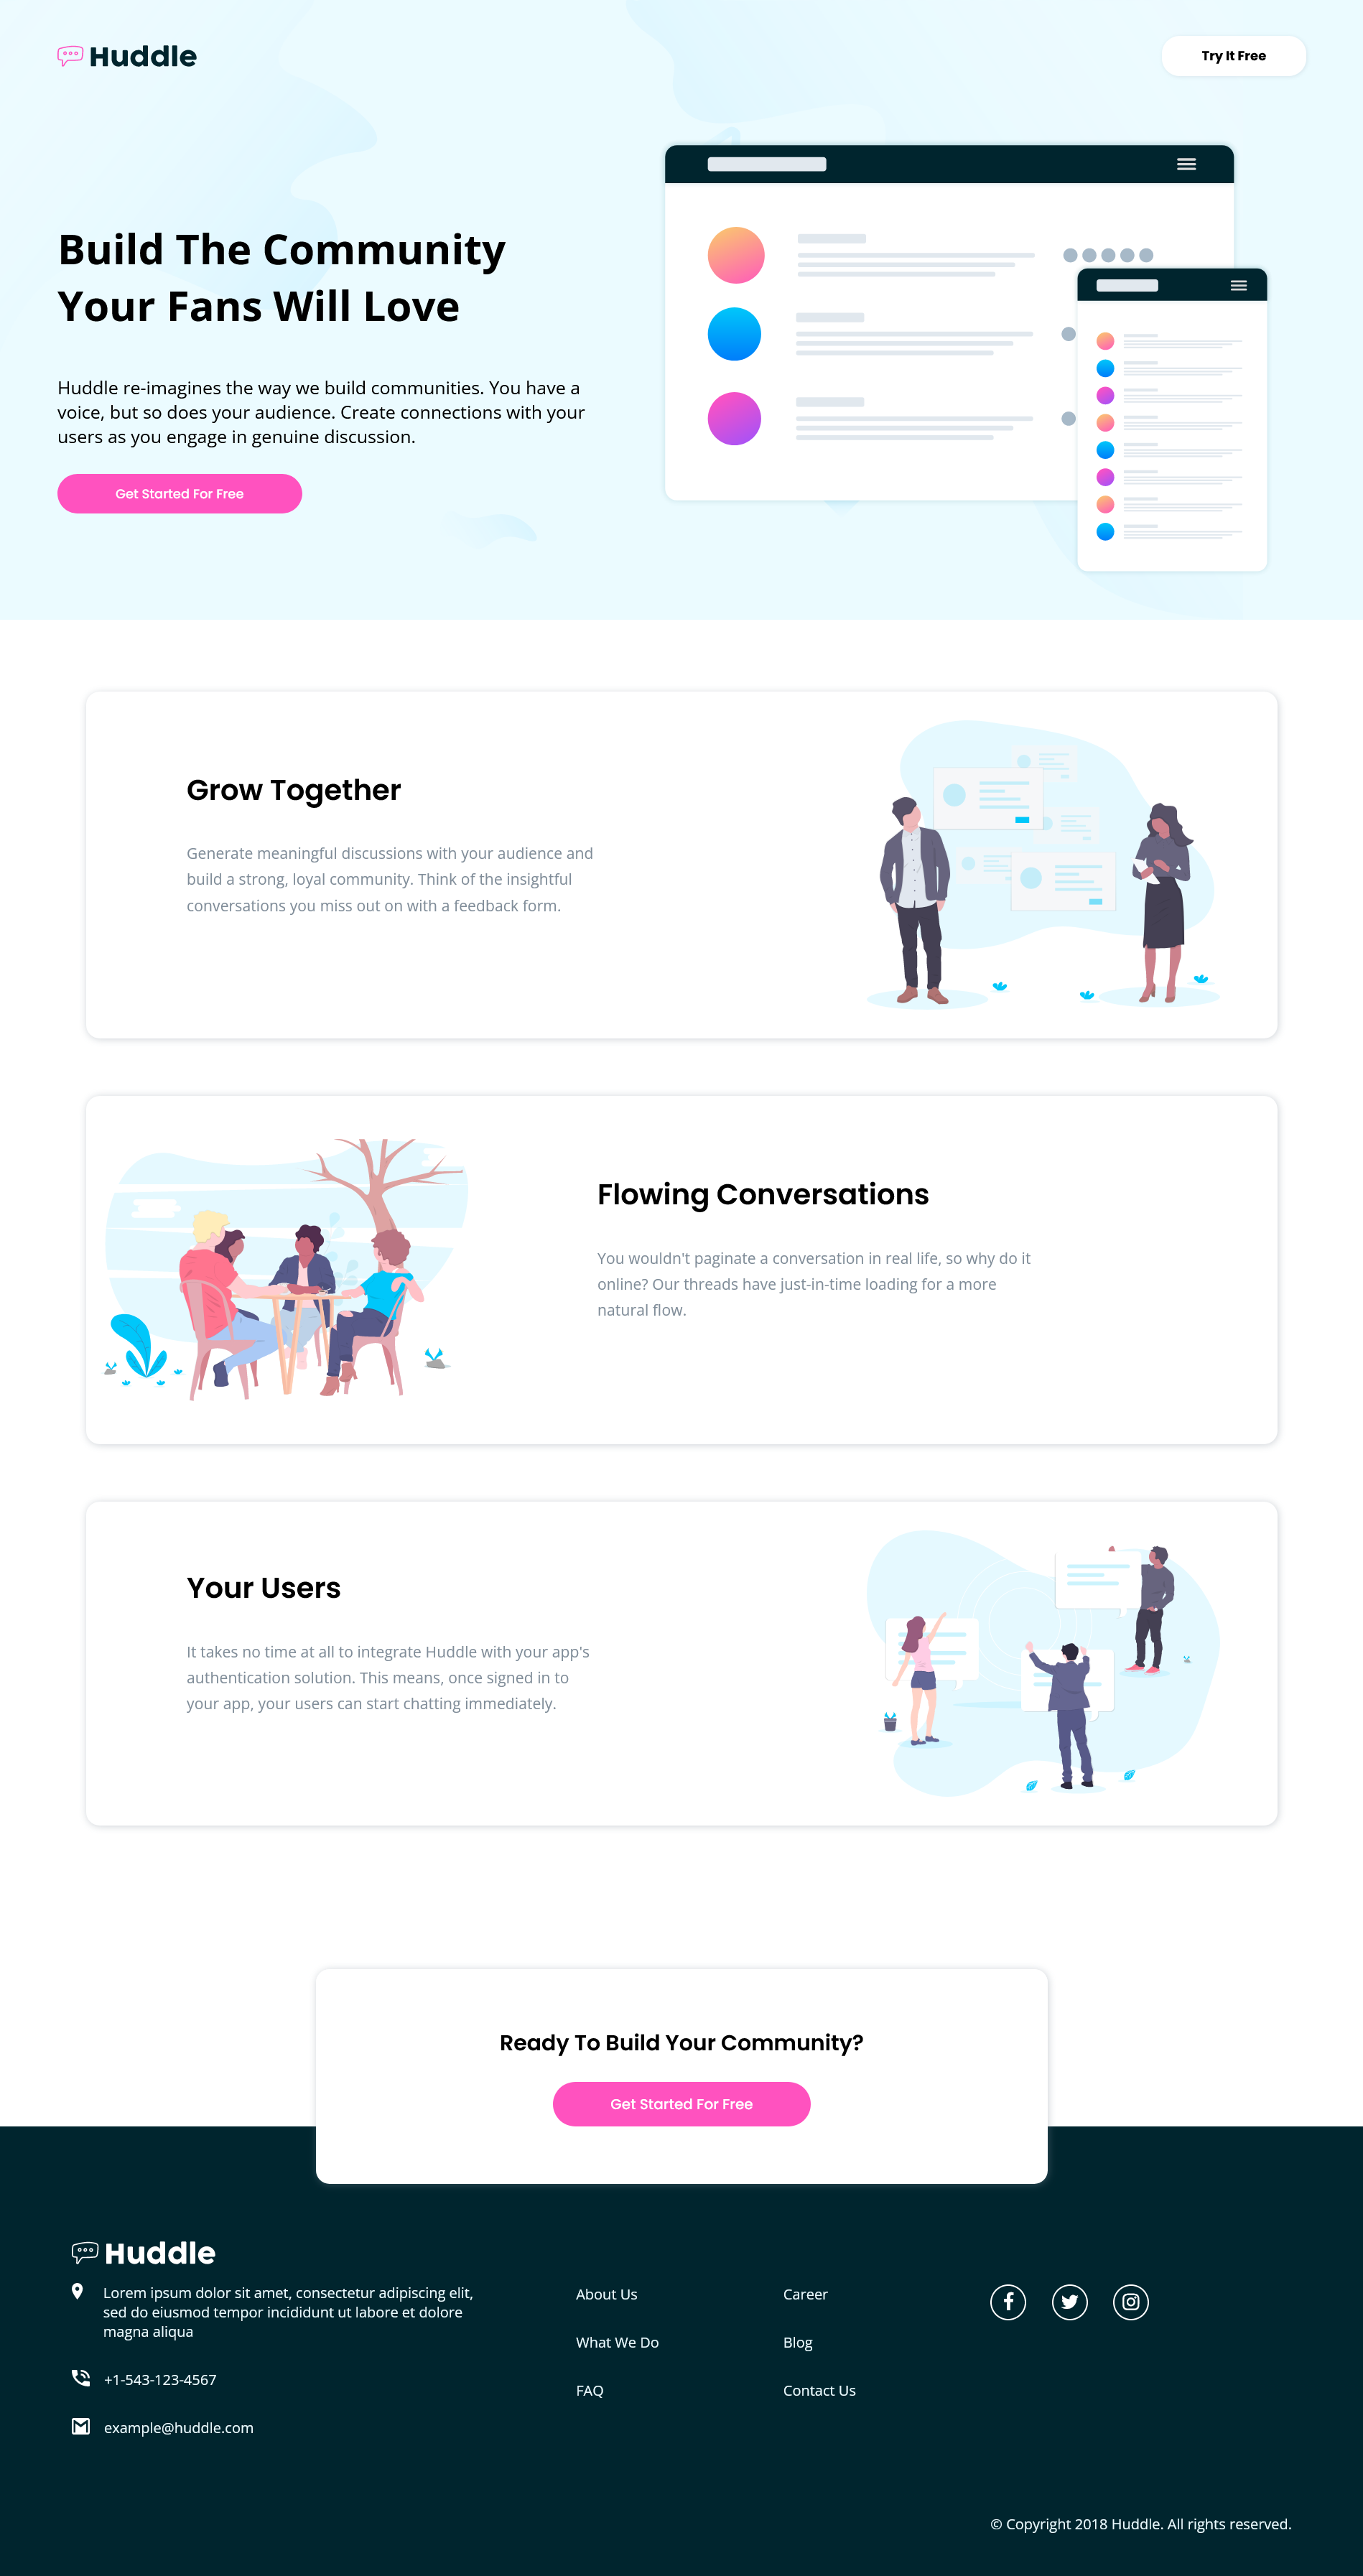 Huddle
Try It Free
Build The Community
Your Fans Will Love
Huddle re-imagines the way we build communities. You have a
voice, but so does your audience. Create connections with your
users as you engage in genuine discussion.
Get Started For Free
Grow Together
Generate meaningful discussions with your audience and
build a strong, loyal community. Think of the insightful
conversations you miss out on with a feedback form.
Flowing Conversations
You wouldn't paginate a conversation in real life, so why do it
online? Our threads have just-in-time loading for a more
natural flow.
Your Users
It takes no time at all to integrate Huddle with your app's
authentication solution. This means, once signed in to
your app, your users can start chatting immediately.
Ready To Build Your Community?
Get Started For Free
Huddle
Lorem ipsum dolor sit amet, consectetur adipiscing elit,
sed do eiusmod tempor incididunt ut labore et dolore
magna aliqua
+1-543-123-4567
example@huddle.com
About Us
What We Do
FAQ
Career
Blog
Contact Us
© Copyright 2018 Huddle. All rights reserved.